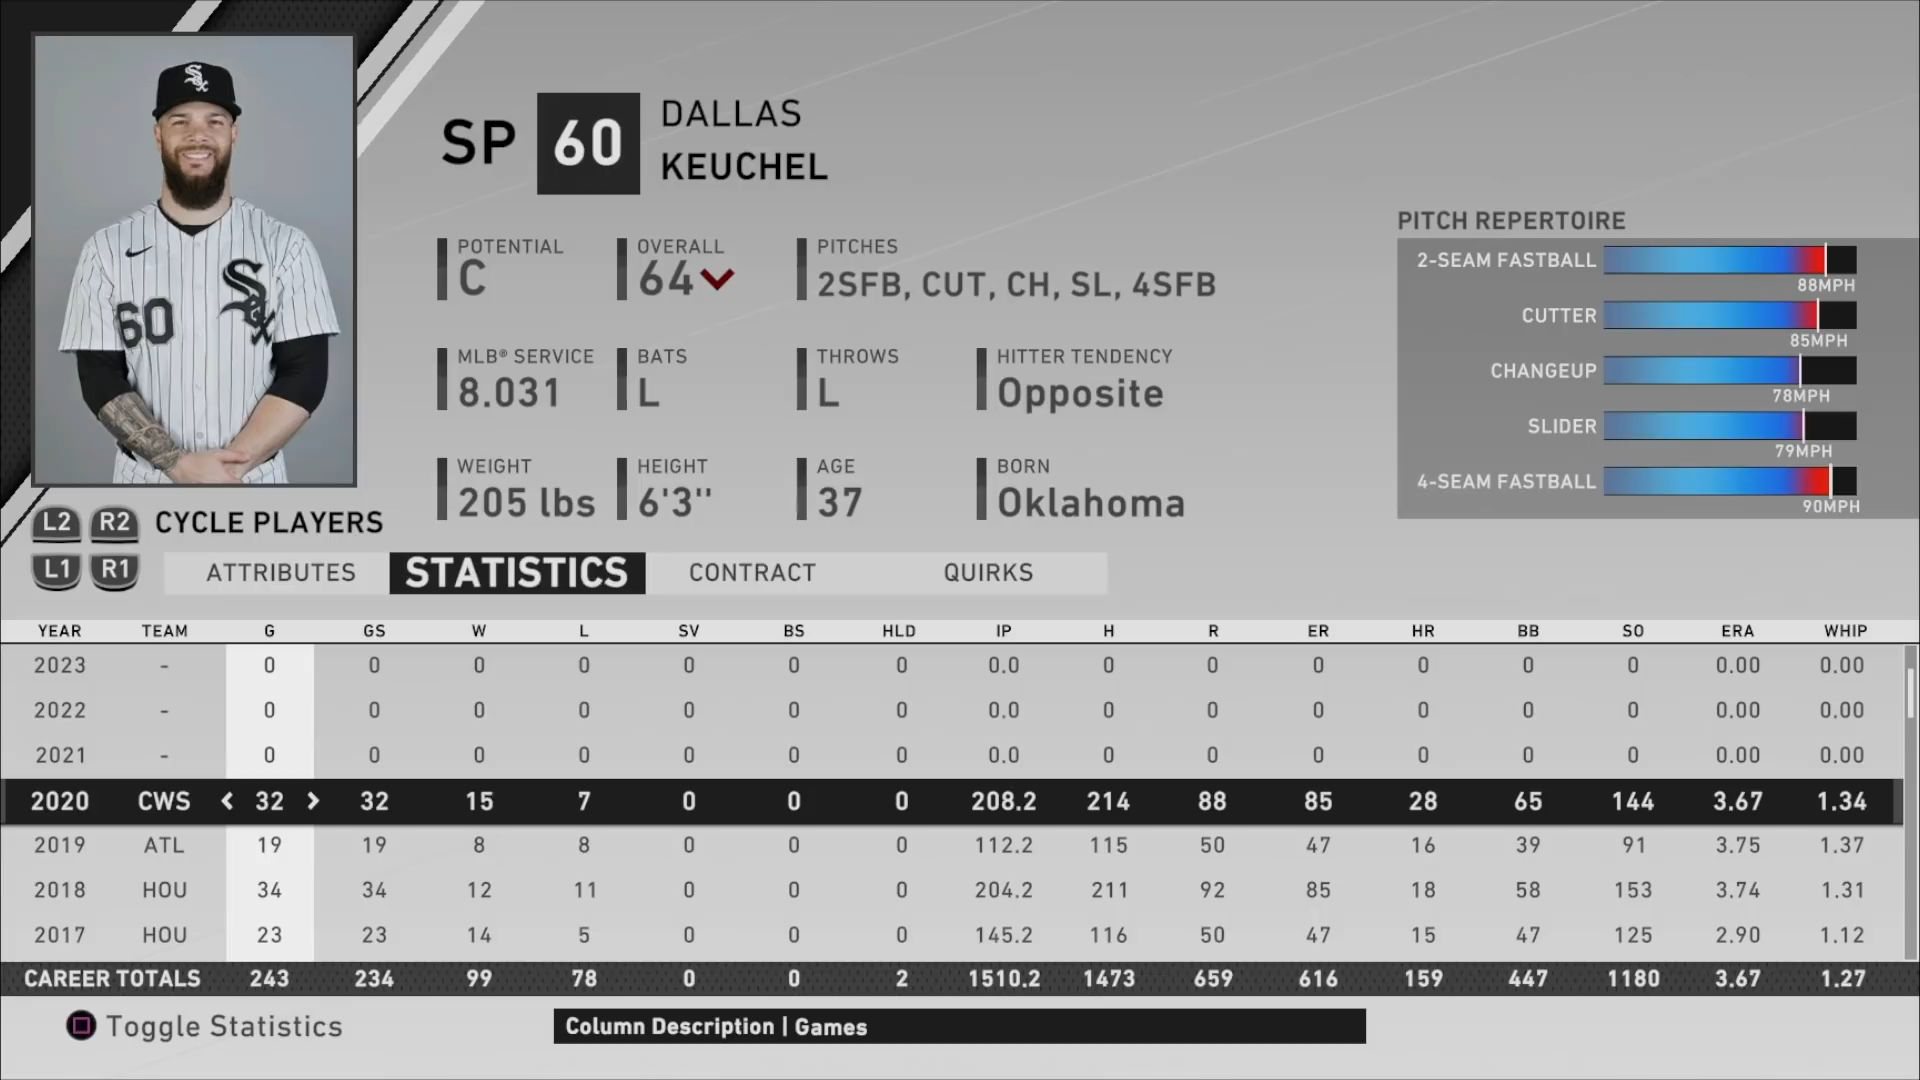 SP 60 DALLAS
KEUCHEL
POTENTIAL OVERALL PITCHES
C 64 2SFB, CUT, CH, SL, 4SFB
MLB® SERVICE BATS THROWS HITTER TENDENCY
8.031 L L Opposite
WEIGHT HEIGHT AGE BORN
205 lbs 6'3'' 37 Oklahoma
PITCH REPERTOIRE
2-SEAM FASTBALL
88MPH
CUTTER
85MPH
CHANGEUP
78MPH
SLIDER
79MPH
4-SEAM FASTBALL
90MPH
Sox
60 Sox
L2 R2 CYCLE PLAYERS
L1 R1 ATTRIBUTES STATISTICS CONTRACT QUIRKS
YEAR TEAM G GS W L SV BS HLD IP H R ER HR BB SO ERA WHIP
2023 - 0 0 0 0 0 0 0 0.0 0 0 0 0 0 0 0.00 0.00
2022 - 0 0 0 0 0 0 0 0.0 0 0 0 0 0 0 0.00 0.00
2021 - 0 0 0 0 0 0 0 0.0 0 0 0 0 0 0 0.00 0.00
2020 CWS < 32 > 32 15 7 0 0 0 208.2 214 88 85 28 65 144 3.67 1.34
2019 ATL 19 19 8 8 0 0 0 112.2 115 50 47 16 39 91 3.75 1.37
2018 HOU 34 34 12 11 0 0 0 204.2 211 92 85 18 58 153 3.74 1.31
2017 HOU 23 23 14 5 0 0 0 145.2 116 50 47 15 47 125 2.90 1.12
CAREER TOTALS 243 234 99 78 0 0 2 1510.2 1473 659 616 159 447 1180 3.67 1.27
Toggle Statistics Column Description | Games